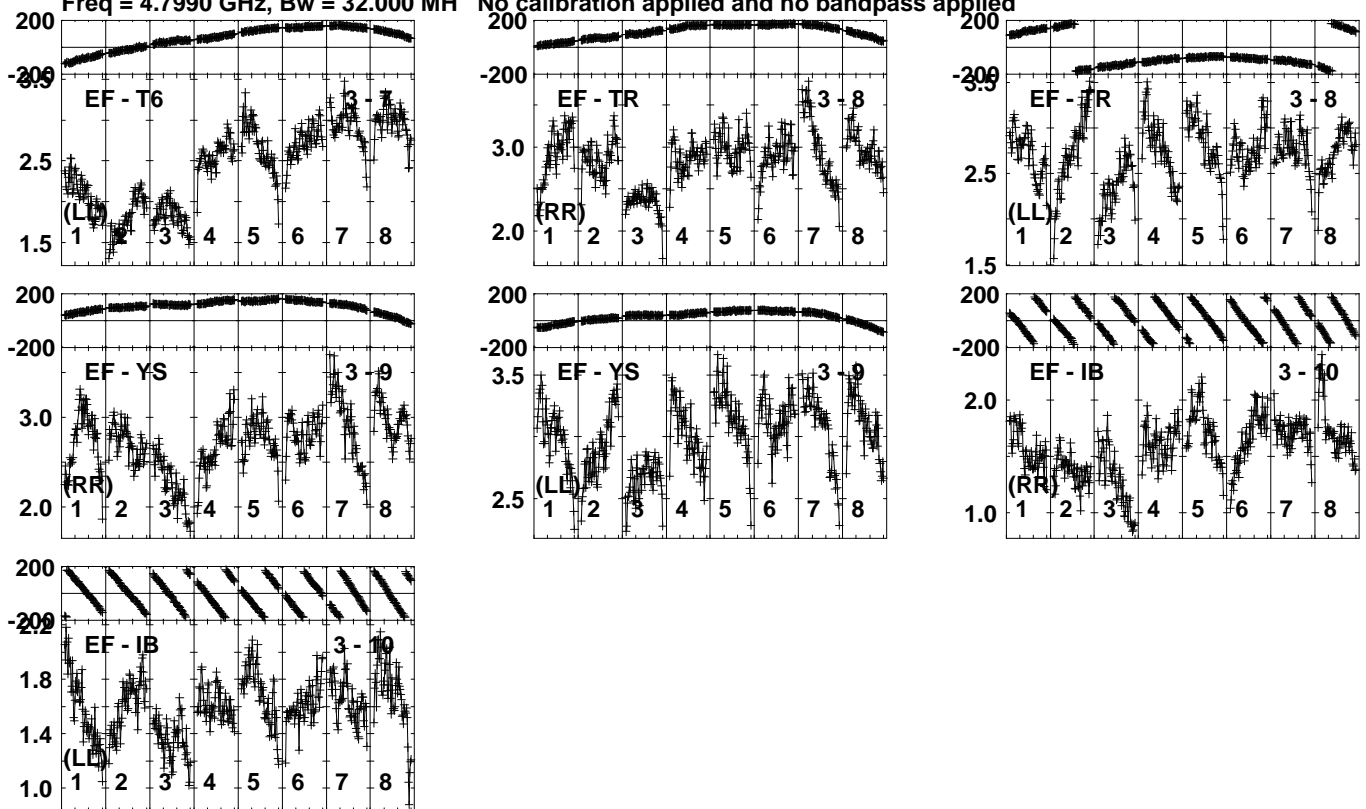 Freq = 4.7990 GHz, Bw = 32.000 MH No calibration applied and no bandpass applied
200 200 200
-200 -200 -200
3.5 3.5
EF - T6 3 - 7 EF - TR 3 - 8 EF - TR 3 - 8
2.5 3.0 2.5
(LL) (RR) (LL)
1.5 2.0
1 2 3 4 5 6 7 8 1 2 3 4 5 6 7 8 1 2 3 4 5 6 7 8
1.5
200 200 200
-200 -200 -200
EF - YS 3 - 9 EF - YS 3 - 9 EF - IB 3 - 10
3.0 3.5 2.0
(RR) (LL) (RR)
2.0 2.5 1.0
1 2 3 4 5 6 7 8 1 2 3 4 5 6 7 8 1 2 3 4 5 6 7 8
200
-200
2.2
EF - IB 3 - 10
1.8
1.4
(LL)
1.0 1 2 3 4 5 6 7 8